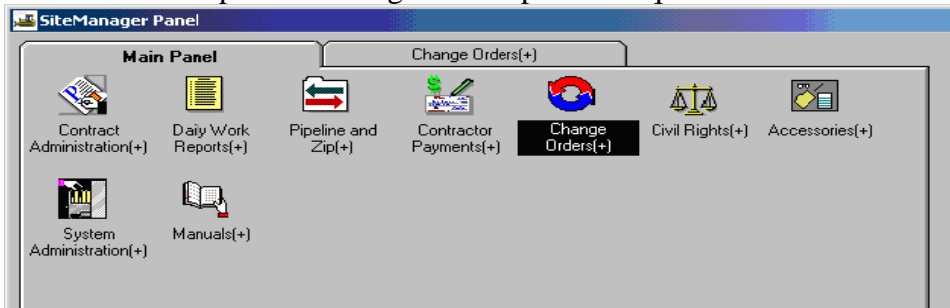 SiteManager Panel
Main Panel
Change Orders(+)
Contract Administration(+)
Daiy Work Reports(+)
Pipeline and Zip(+)
Contractor Payments(+)
Change Orders(+)
Civil Rights(+)
Accessories(+)
System Administration(+)
Manuals(+)